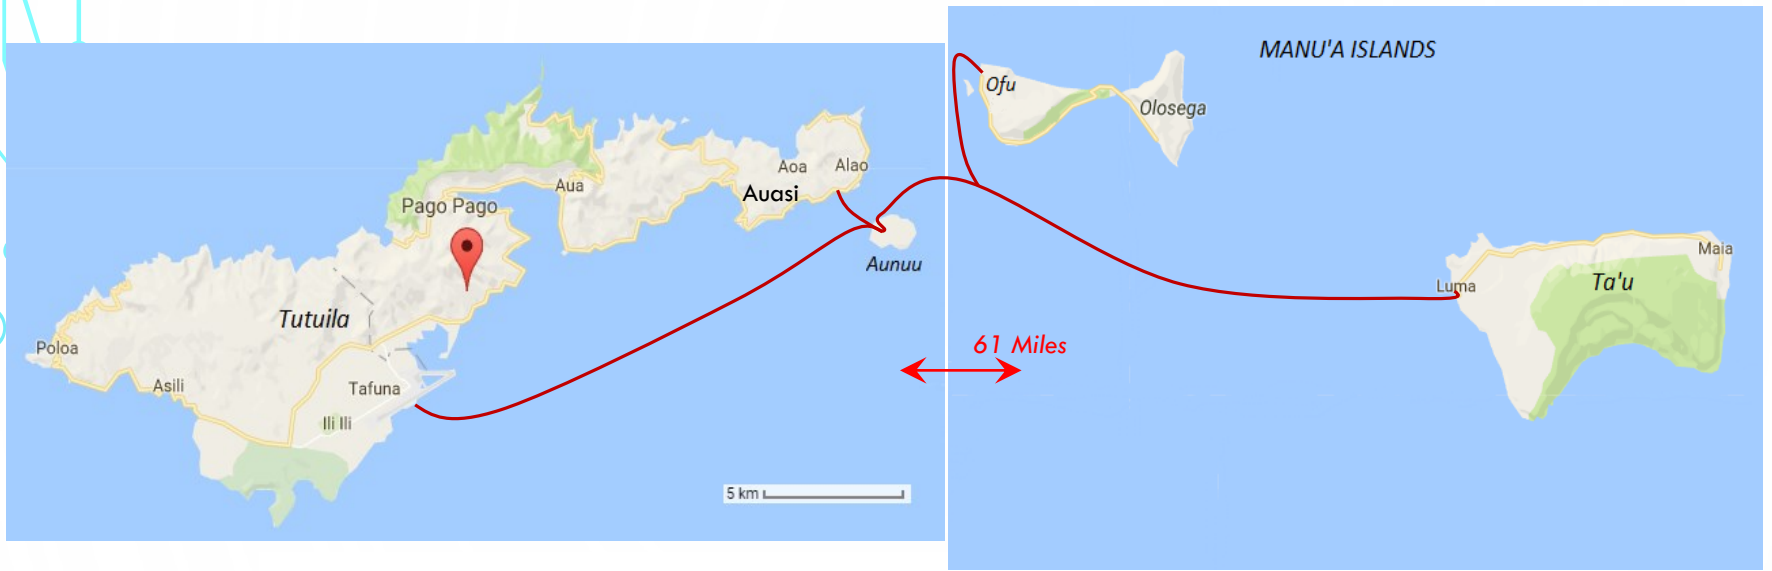 MANU'A ISLANDS
Ofu
Olosega
Aoa
Alao
Aua
Auasi
Pago Pago
Aunuu
Maia
Ta'u
Luma
Tutuila
61 Miles
Poloa
Asili
Tafuna
Ili Ili
5 km